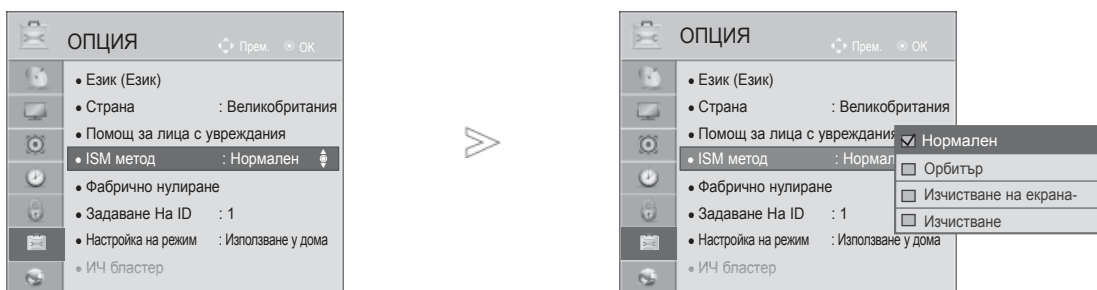 ОПЦИЯ
Прем. OK
• Език (Език)
• Страна : Великобритания
• Помощ за лица с увреждания
• ISM метод : Нормален
• Фабрично нулиране
• Задаване На ID : 1
• Настройка на режим : Използване у дома
• ИЧ бластер
ОПЦИЯ
Прем. OK
• Език (Език)
• Страна : Великобритания
• Помощ за лица с увреждания
• ISM метод : Нормал
• Фабрично нулиране
• Задаване На ID : 1
• Настройка на режим : Използване у дома
• ИЧ бластер
Нормален
Орбитър
Изчистване на екрана-
Изчистване